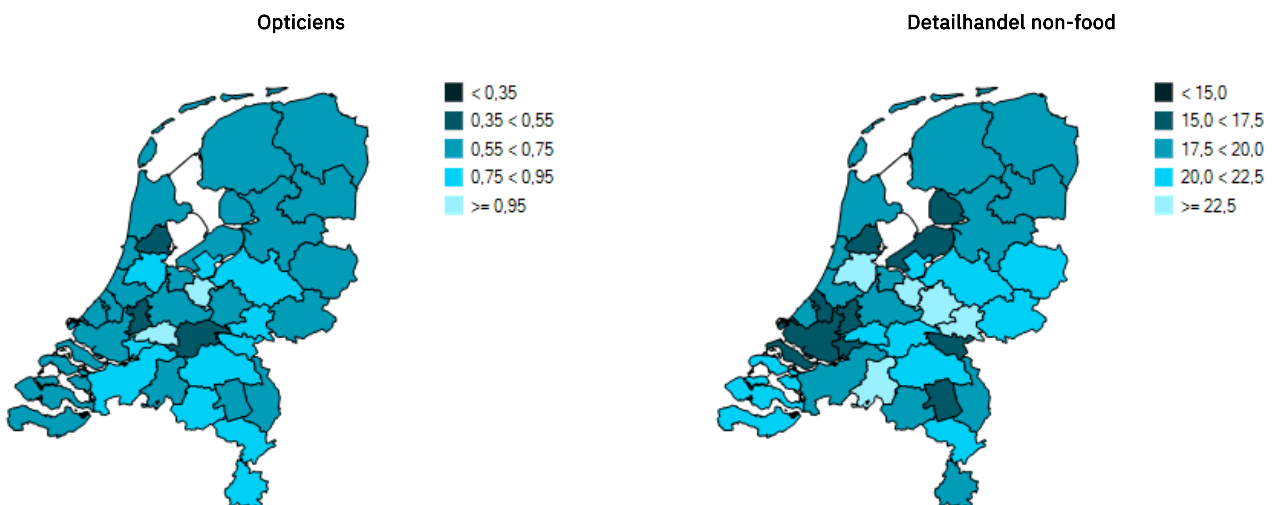 Opticiens
< 0,35
0,35 < 0,55
0,55 < 0,75
0,75 < 0,95
>= 0,95
Detailhandel non-food
< 15,0
15,0 < 17,5
17,5 < 20,0
20,0 < 22,5
>= 22,5